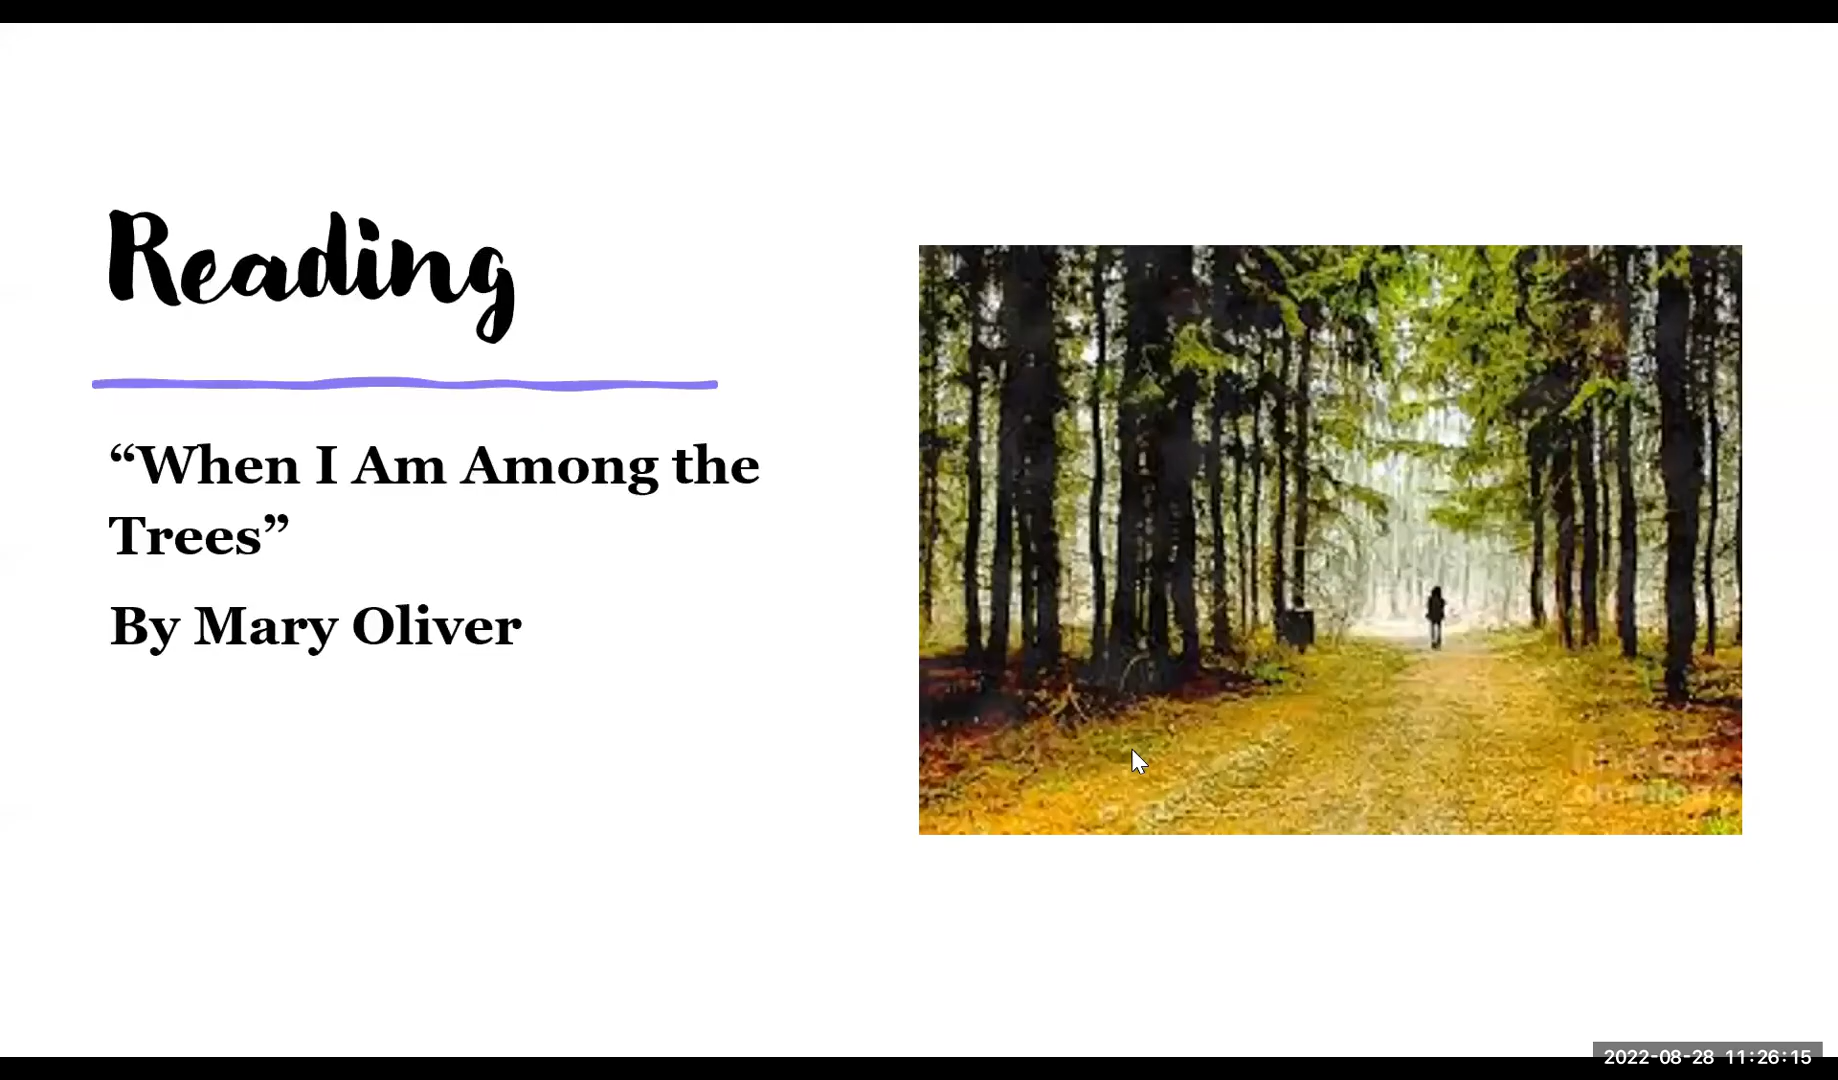 Reading
“When I Am Among the
Trees”
By Mary Oliver
2022-08-28 11:26:15